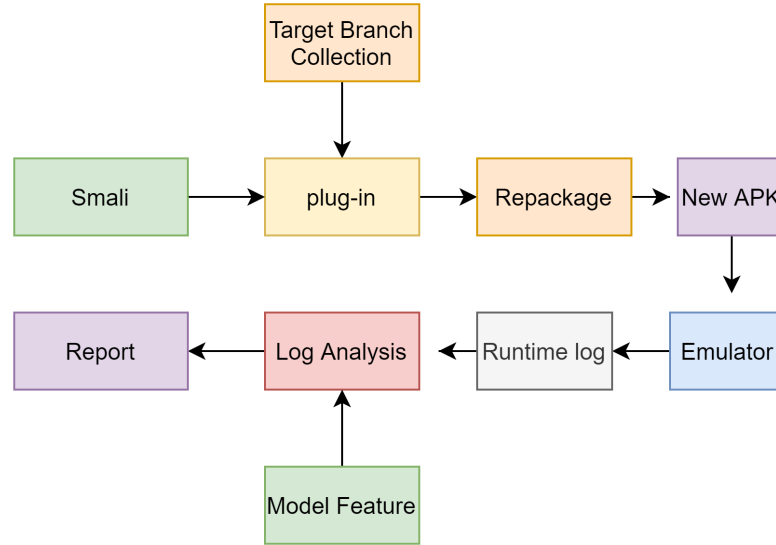 Target Branch
Collection
Smali
plug-in
Repackage
New APK
Report
Log Analysis
Runtime log
Emulator
Model Feature